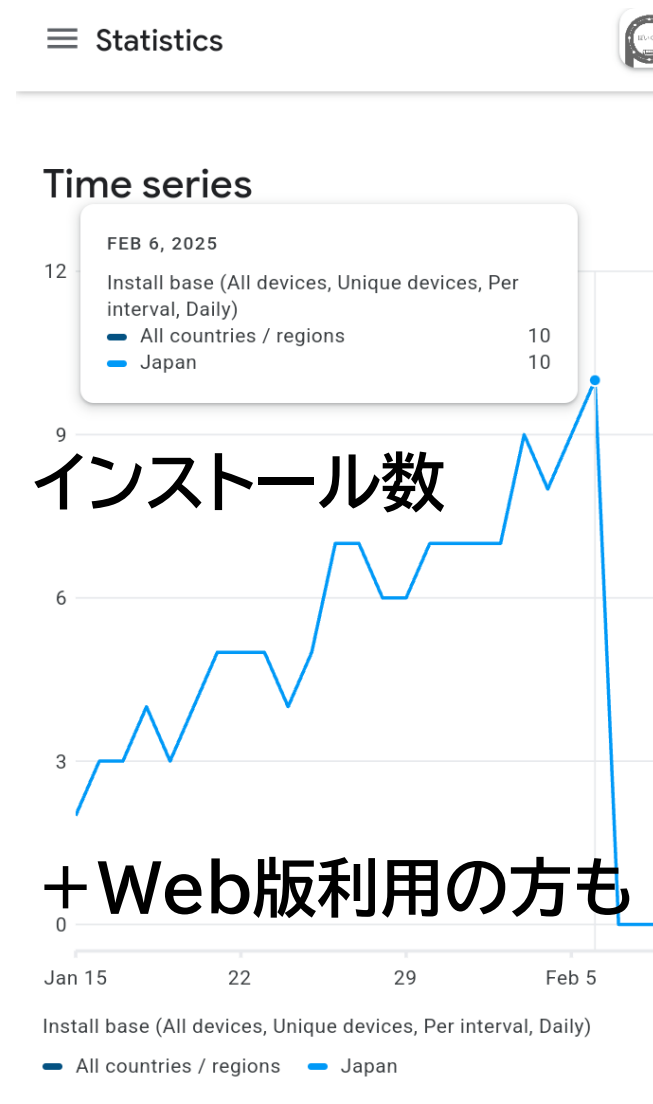 Statistics
Time series
FEB 6, 2025
12
Install base (All devices, Unique devices, Per
interval, Daily)
All countries / regions 10
Japan 10
9
インストール数
6
3
＋Web版利用の方も
0
Jan 15 22 29 Feb 5
Install base (All devices, Unique devices, Per interval, Daily)
All countries / regions Japan